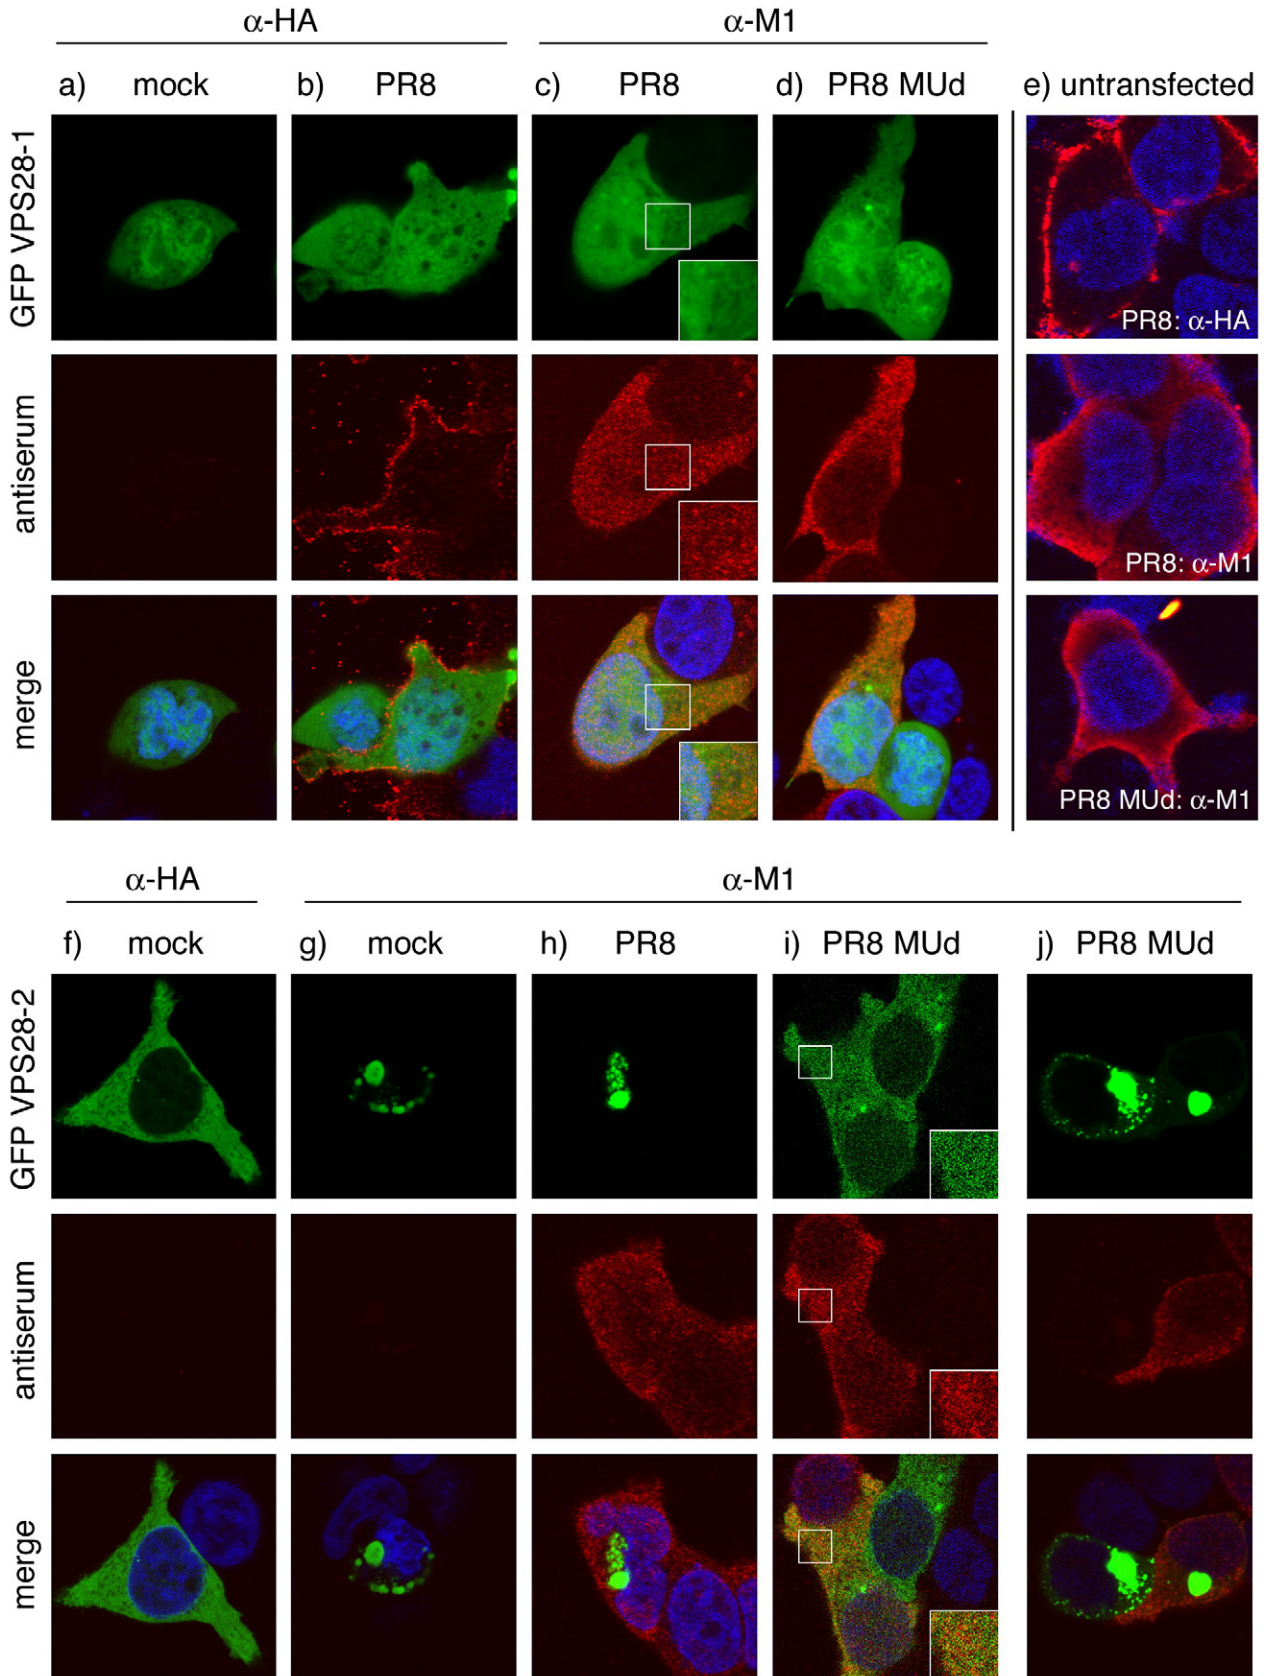 α-HA
α-M1
a) mock
b) PR8
c) PR8
d) PR8 MUd
e) untransfected
GFP VPS28-1
antiserum
merge
PR8: α-HA
PR8: α-M1
PR8 MUd: α-M1
α-HA
α-M1
f) mock
g) mock
h) PR8
i) PR8 MUd
j) PR8 MUd
GFP VPS28-2
antiserum
merge